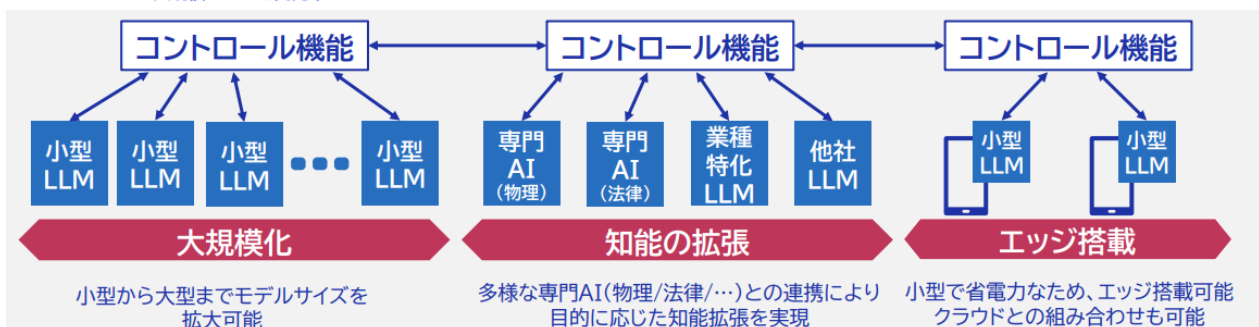 コントロール機能
コントロール機能
コントロール機能
小型
LLM
小型
LLM
小型
LLM
小型
LLM
専門
AI
(物理)
専門
AI
(法律)
業種
特化
LLM
他社
LLM
小型
LLM
小型
LLM
大規模化
知能の拡張
エッジ搭載
小型から大型までモデルサイズを
拡大可能
多様な専門AI(物理/法律/…)との連携により
目的に応じた知能拡張を実現
小型で省電力なため、エッジ搭載可能
クラウドとの組み合わせも可能